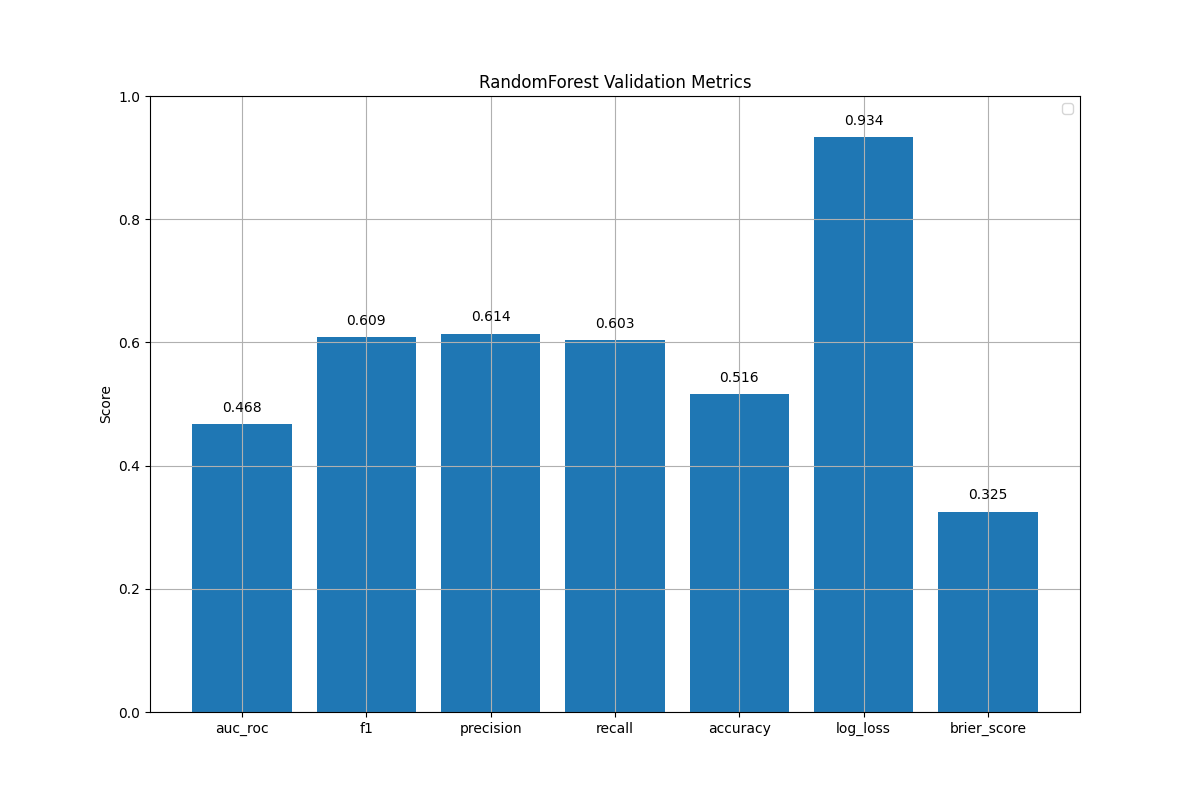 RandomForest Validation Metrics
1.0
0.8
0.6
0.4
0.2
0.0
Score
0.468
0.609
0.614
0.603
0.516
0.934
0.325
auc_roc
f1
precision
recall
accuracy
log_loss
brier_score